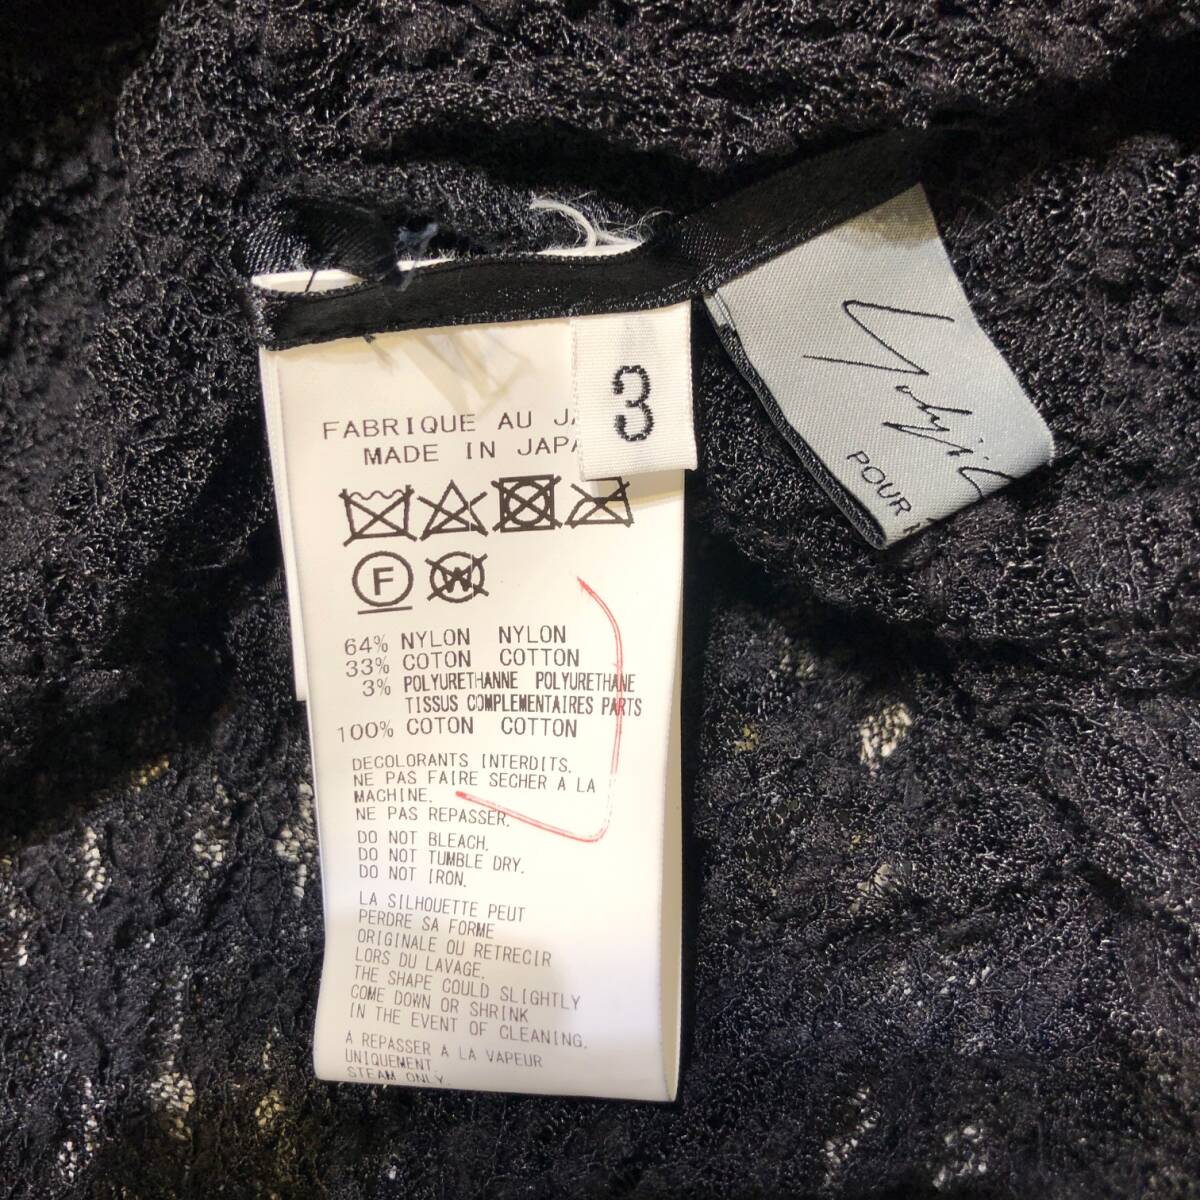 FABRIQUE AU
MADE IN
3
POUR
F
W
64% NYLON NYLON
33% COTON COTTON
3% POLYURETHANNE POLYURETHANE
TISSUS COMPLEMENTAIRES PARTS
100% COTON COTTON
DECOLORANTS INTERDITS.
NE PAS FAIRE SECHER A LA
MACHINE.
NE PAS REPASSER.
DO NOT BLEACH.
DO NOT TUMBLE DRY.
DO NOT IRON.
LA SILHOUETTE PEUT
PERDRE SA FORME
ORIGINALE OU RETRECIR
LORS DU LAVAGE.
THE SHAPE COULD SLIGHTLY
COME DOWN OR SHRINK
IN THE EVENT OF CLEANING.
A REPASSER A LA VAPEUR
UNIQUEMENT.
STEAM ONLY.